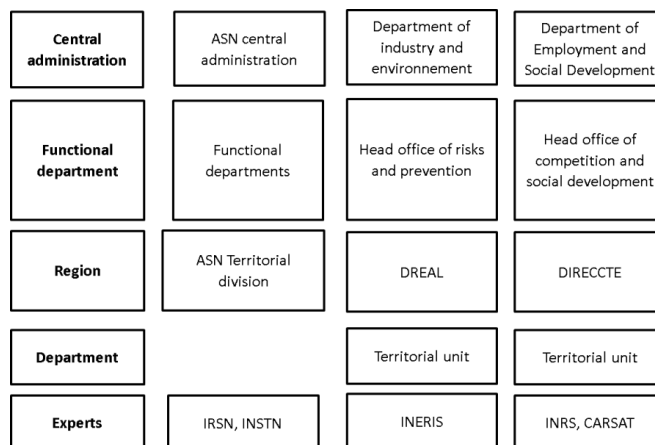 Central
administration
ASN central
administration
Department of
industry and
environnement
Department of
Employment and
Social Development
Functional
department
Functional
departments
Head office of risks
and prevention
Head office of
competition and
social development
Region
ASN Territorial
division
DREAL
DIRECCTE
Department
Territorial unit
Territorial unit
Experts
IRSN, INSTN
INERIS
INRS, CARSAT